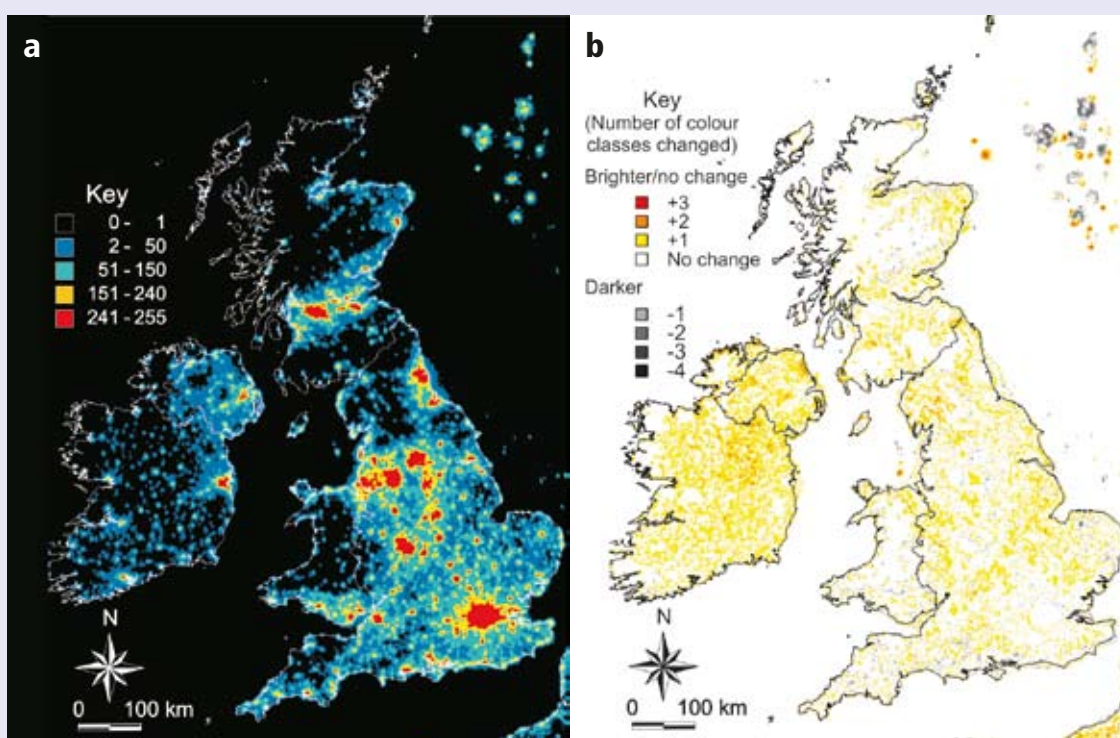 a
Key
0 - 1
2 - 50
51 - 150
151 - 240
241 - 255
N
0 100 km
b
Key
(Number of colour
classes changed)
Brighter/no change
+3
+2
+1
No change
Darker
-1
-2
-3
-4
N
0 100 km